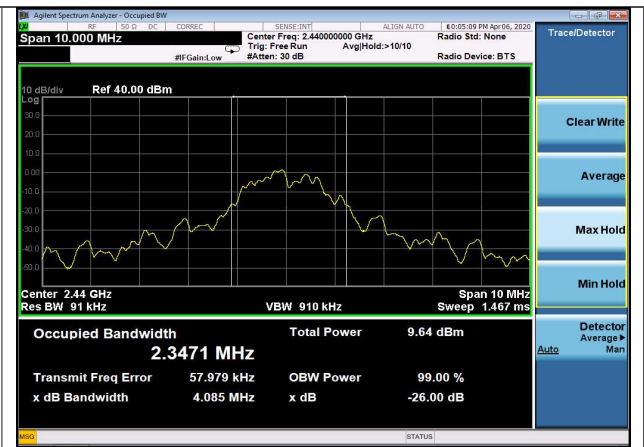 Agilent Spectrum Analyzer - Occupied BW
RF 50 Ω DC CORREC SENSE:INT ALIGN AUTO 10:05:09 PM Apr 06, 2020
Span 10.000 MHz
Center Freq: 2.440000000 GHz
Radio Std: None
Trig: Free Run Avg|Hold:>10/10
#IFGain:Low
#Atten: 30 dB
Radio Device: BTS
10 dB/div Ref 40.00 dBm
Log
30.0
20.0
10.0
0.00
-10.0
-20.0
-30.0
-40.0
-50.0
Center 2.44 GHz Span 10 MHz
Res BW 91 kHz VBW 910 kHz Sweep 1.467 ms
Occupied Bandwidth Total Power 9.64 dBm
2.3471 MHz
Transmit Freq Error 57.979 kHz OBW Power 99.00 %
x dB Bandwidth 4.085 MHz x dB -26.00 dB
MSG STATUS
Trace/Detector
Clear Write
Average
Max Hold
Min Hold
Detector
Average▶
Auto Man